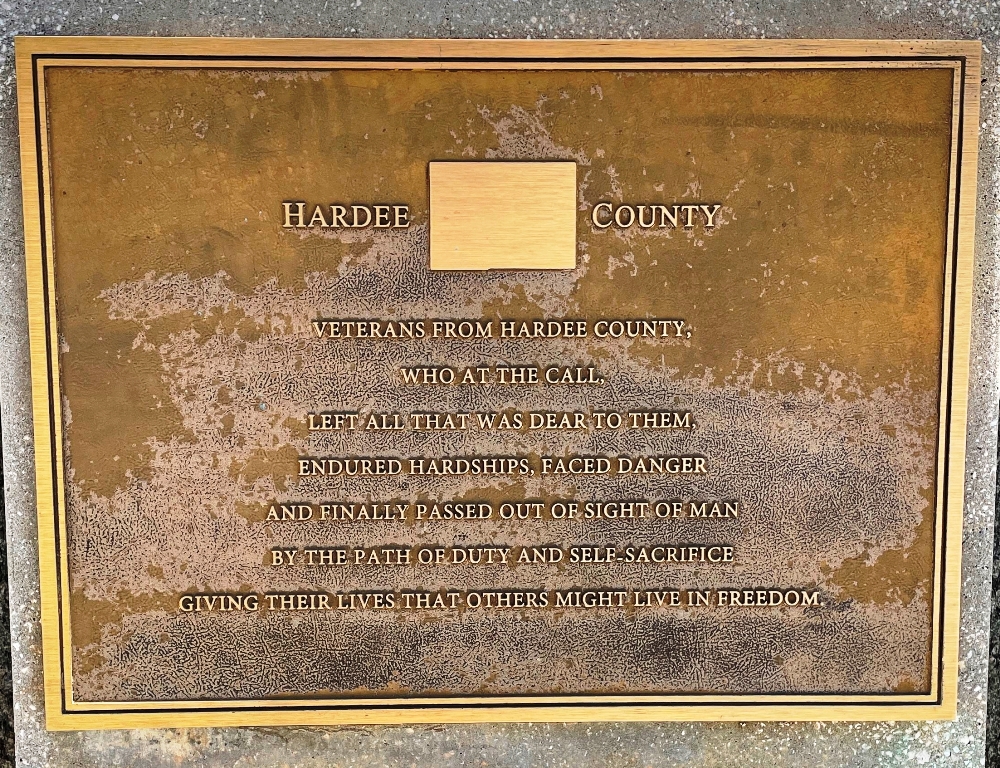 HARDEE COUNTY
VETERANS FROM HARDEE COUNTY,
WHO AT THE CALL,
LEFT ALL THAT WAS DEAR TO THEM,
ENDURED HARDSHIPS, FACED DANGER
AND FINALLY PASSED OUT OF SIGHT OF MAN
BY THE PATH OF DUTY AND SELF-SACRIFICE
GIVING THEIR LIVES THAT OTHERS MIGHT LIVE IN FREEDOM.